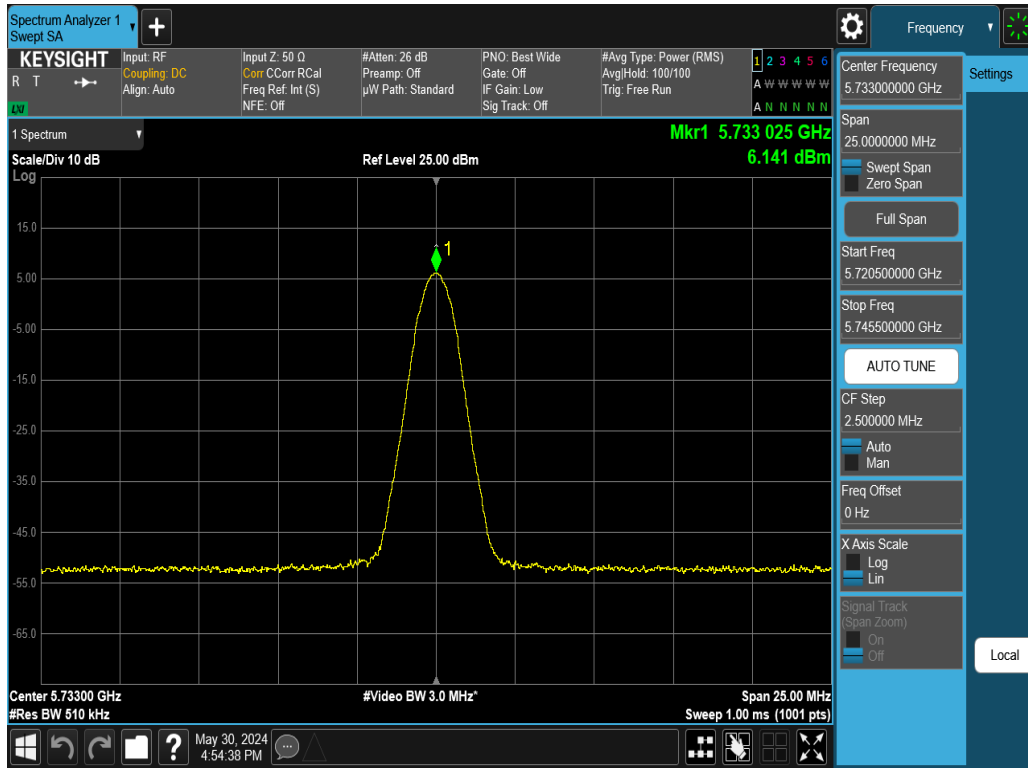 Spectrum Analyzer 1
Swept SA
+
Frequency
KEYSIGHT
R T
LXI
Input: RF
Coupling: DC
Align: Auto
Input Z: 50 Ω
Corr CCorr RCal
Freq Ref: Int (S)
NFE: Off
#Atten: 26 dB
Preamp: Off
µW Path: Standard
PNO: Best Wide
Gate: Off
IF Gain: Low
Sig Track: Off
#Avg Type: Power (RMS)
Avg|Hold: 100/100
Trig: Free Run
1 2 3 4 5 6
A W W W W W
A N N N N N
1 Spectrum
Mkr1 5.733 025 GHz
6.141 dBm
Scale/Div 10 dB
Ref Level 25.00 dBm
Log
1
15.0
5.00
-5.00
-15.0
-25.0
-35.0
-45.0
-55.0
-65.0
Center 5.73300 GHz
#Video BW 3.0 MHz*
Span 25.00 MHz
#Res BW 510 kHz
Sweep 1.00 ms (1001 pts)
Center Frequency
5.733000000 GHz
Settings
Span
25.0000000 MHz
Swept Span
Zero Span
Full Span
Start Freq
5.720500000 GHz
Stop Freq
5.745500000 GHz
AUTO TUNE
CF Step
2.500000 MHz
Auto
Man
Freq Offset
0 Hz
X Axis Scale
Log
Lin
Signal Track
(Span Zoom)
On
Off
Local
?
May 30, 2024
4:54:38 PM